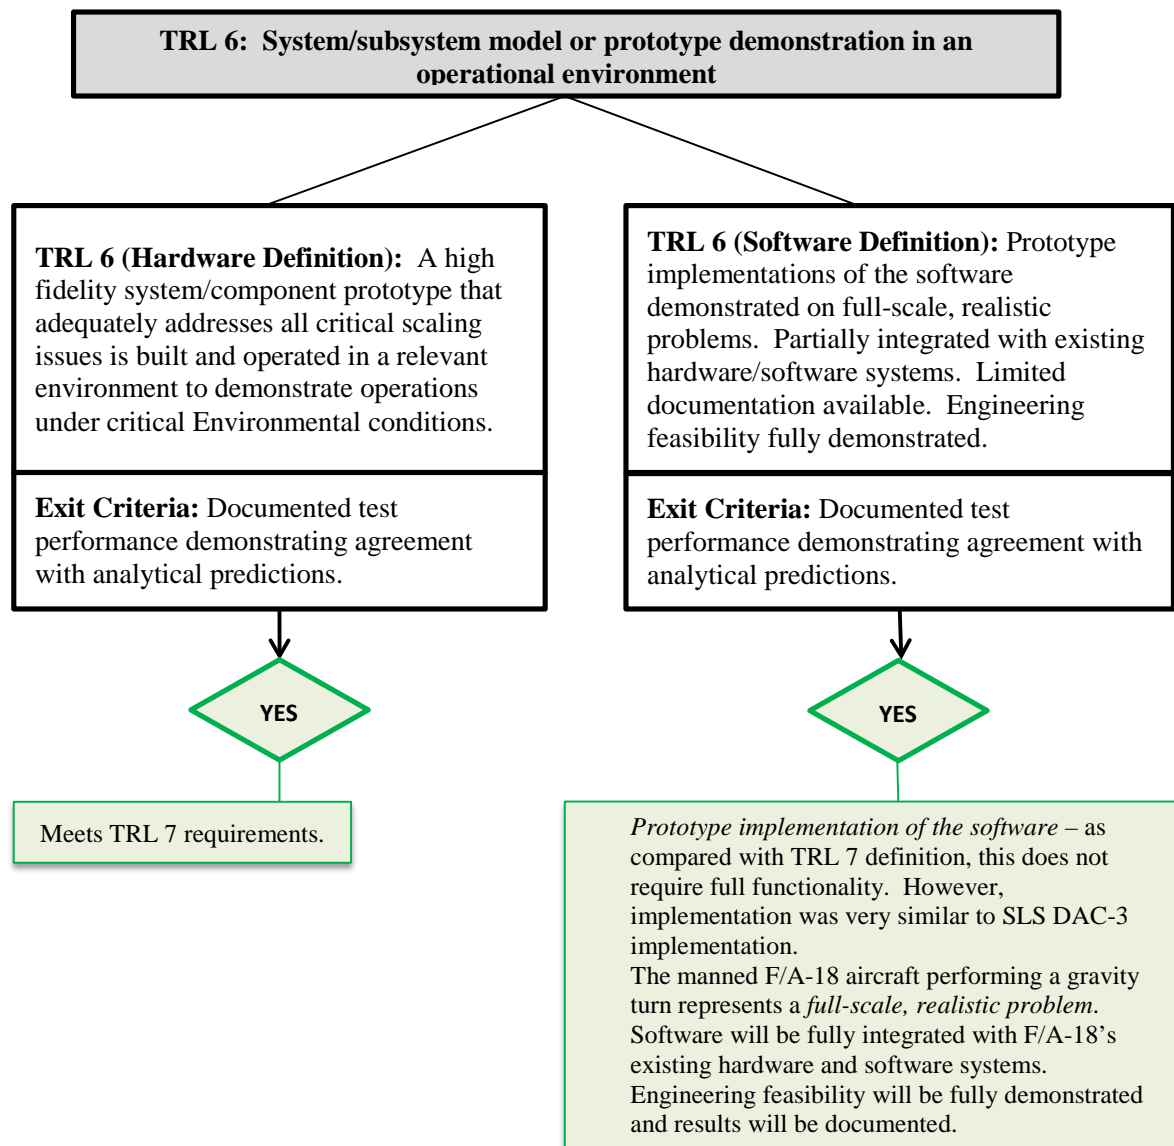 TRL 6:  System/subsystem model or prototype demonstration in an
operational environment
TRL 6 (Hardware Definition):  A high
fidelity system/component prototype that
adequately addresses all critical scaling
issues is built and operated in a relevant
environment to demonstrate operations
under critical Environmental conditions.
Exit Criteria: Documented test
performance demonstrating agreement
with analytical predictions.
YES
Meets TRL 7 requirements.
TRL 6 (Software Definition): Prototype
implementations of the software
demonstrated on full-scale, realistic
problems.  Partially integrated with existing
hardware/software systems.  Limited
documentation available.  Engineering
feasibility fully demonstrated.
Exit Criteria: Documented test
performance demonstrating agreement with
analytical predictions.
YES
Prototype implementation of the software – as
compared with TRL 7 definition, this does not
require full functionality.  However,
implementation was very similar to SLS DAC-3
implementation.
The manned F/A-18 aircraft performing a gravity
turn represents a full-scale, realistic problem.
Software will be fully integrated with F/A-18’s
existing hardware and software systems.
Engineering feasibility will be fully demonstrated
and results will be documented.